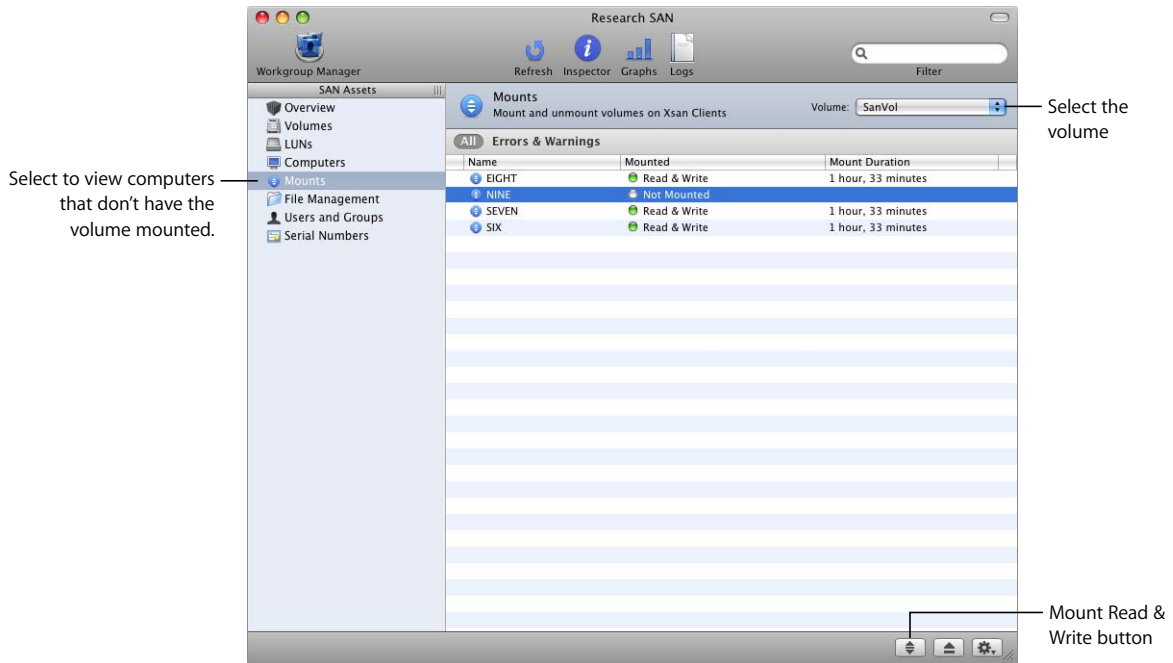 Research SAN
Workgroup Manager
Refresh Inspector Graphs Logs
Filter
SAN Assets
Overview
Volumes
LUNs
Computers
Mounts
File Management
Users and Groups
Serial Numbers
Mounts
Mount and unmount volumes on Xsan Clients
Volume: SanVol
All Errors & Warnings
Name Mounted Mount Duration
EIGHT Read & Write 1 hour, 33 minutes
NINE Not Mounted
SEVEN Read & Write 1 hour, 33 minutes
SIX Read & Write 1 hour, 33 minutes
Select to view computers
that don’t have the
volume mounted.
Select the
volume
Mount Read &
Write button